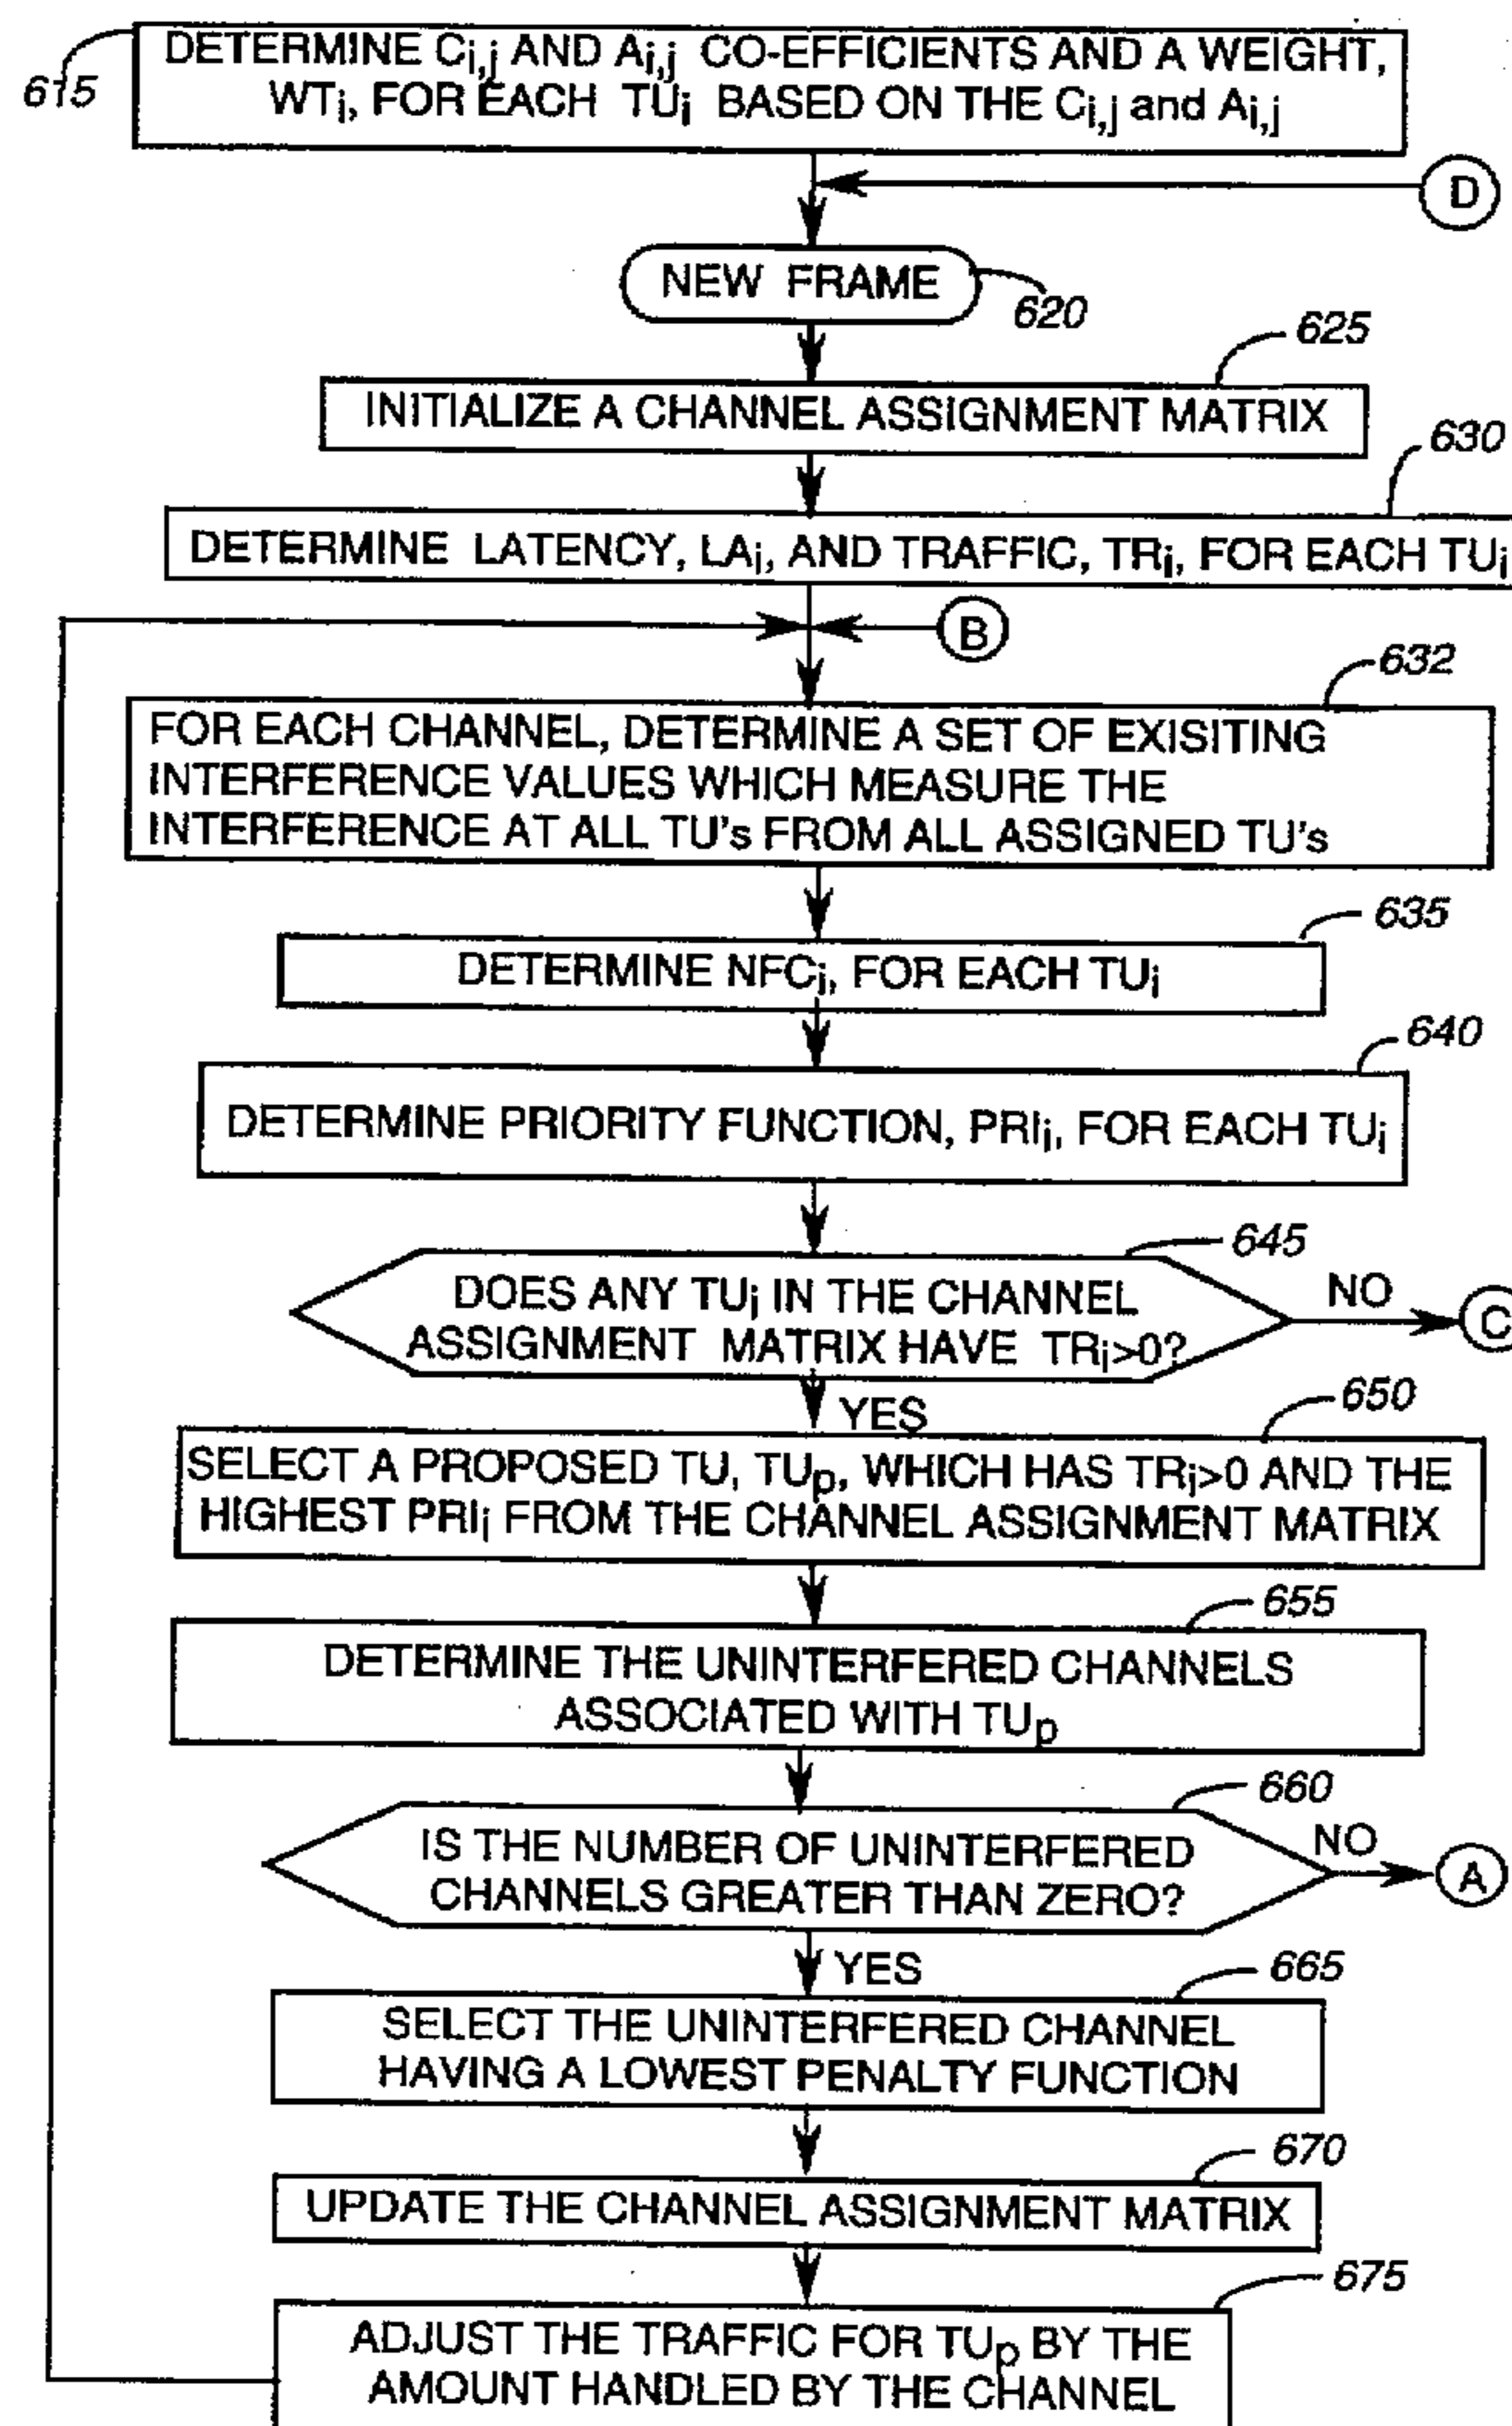 DETERMINE Ci,j AND Ai,j CO-EFFICIENTS AND A WEIGHT,
WTi, FOR EACH TUi BASED ON THE Ci,j and Ai,j
615
D
NEW FRAME
620
625
INITIALIZE A CHANNEL ASSIGNMENT MATRIX
630
DETERMINE LATENCY, LAi, AND TRAFFIC, TRi, FOR EACH TUi
B
632
FOR EACH CHANNEL, DETERMINE A SET OF EXISITING
INTERFERENCE VALUES WHICH MEASURE THE
INTERFERENCE AT ALL TU's FROM ALL ASSIGNED TU's
635
DETERMINE NFCi, FOR EACH TUi
640
DETERMINE PRIORITY FUNCTION, PRIi, FOR EACH TUi
645
DOES ANY TUi IN THE CHANNEL
ASSIGNMENT MATRIX HAVE TRi>0?
NO
C
YES
650
SELECT A PROPOSED TU, TUp, WHICH HAS TRi>0 AND THE
HIGHEST PRIi FROM THE CHANNEL ASSIGNMENT MATRIX
655
DETERMINE THE UNINTERFERED CHANNELS
ASSOCIATED WITH TUp
660
IS THE NUMBER OF UNINTERFERED
CHANNELS GREATER THAN ZERO?
NO
A
YES
665
SELECT THE UNINTERFERED CHANNEL
HAVING A LOWEST PENALTY FUNCTION
670
UPDATE THE CHANNEL ASSIGNMENT MATRIX
675
ADJUST THE TRAFFIC FOR TUp BY THE
AMOUNT HANDLED BY THE CHANNEL